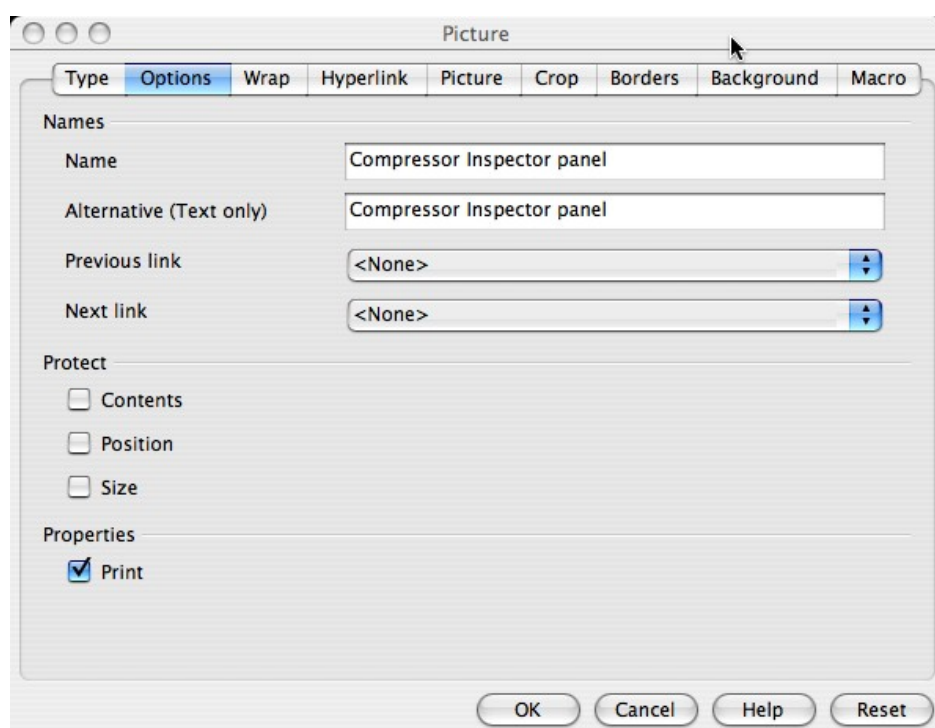 Picture
Type Options Wrap Hyperlink Picture Crop Borders Background Macro
Names
Name Compressor Inspector panel
Alternative (Text only) Compressor Inspector panel
Previous link <None>
Next link <None>
Protect
Contents
Position
Size
Properties
Print
OK Cancel Help Reset